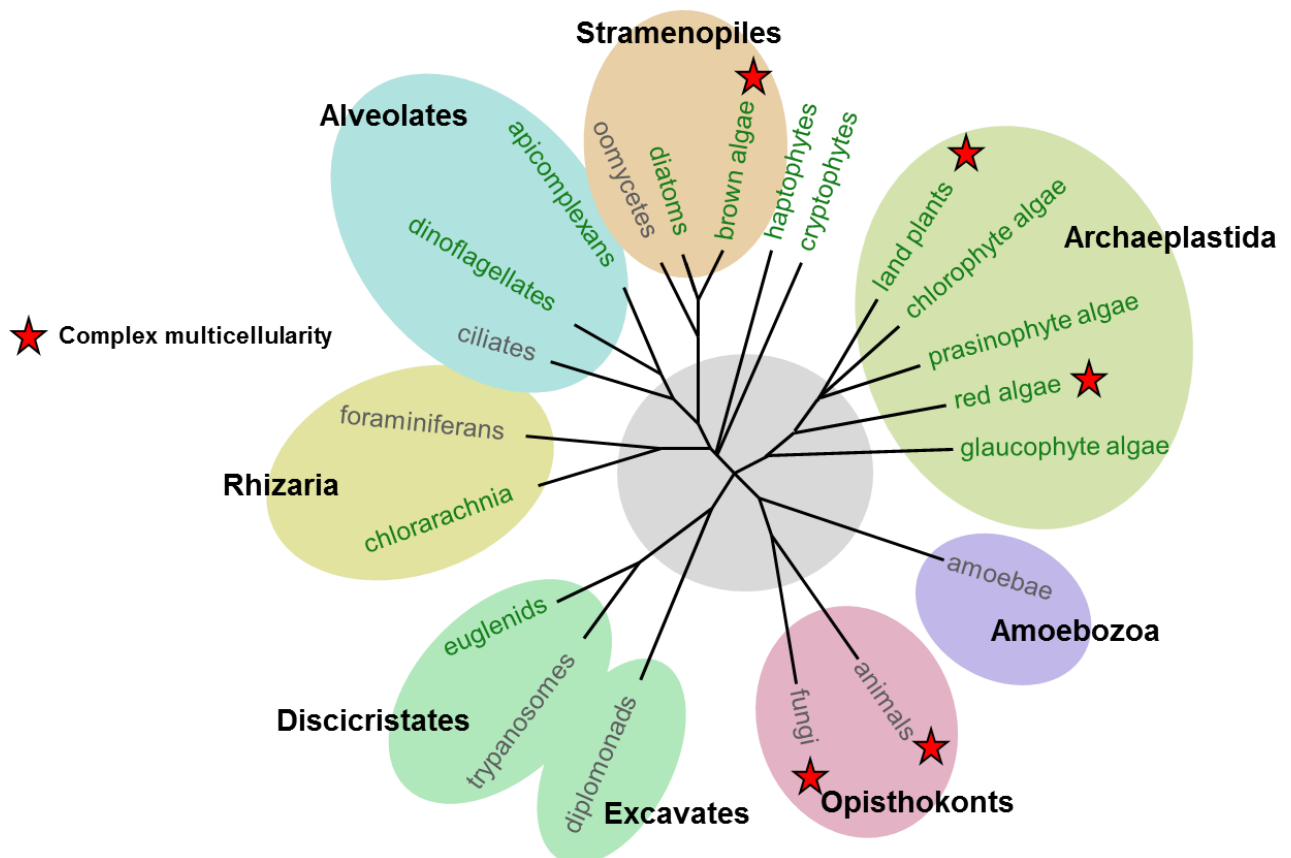 Stramenopiles
Alveolates
apicomplexans
oomycetes
diatoms
brown algae
haptophytes
cryptophytes
land plants
chlorophyte algae
Archaeplastida
dinoflagellates
ciliates
prasinophyte algae
Complex multicellularity
red algae
foraminiferans
glaucophyte algae
Rhizaria
chlorarachnia
amoebae
Amoebozoa
euglenids
trypanosomes
Discicristates
diplomonads
Excavates
fungi
animals
Opisthokonts